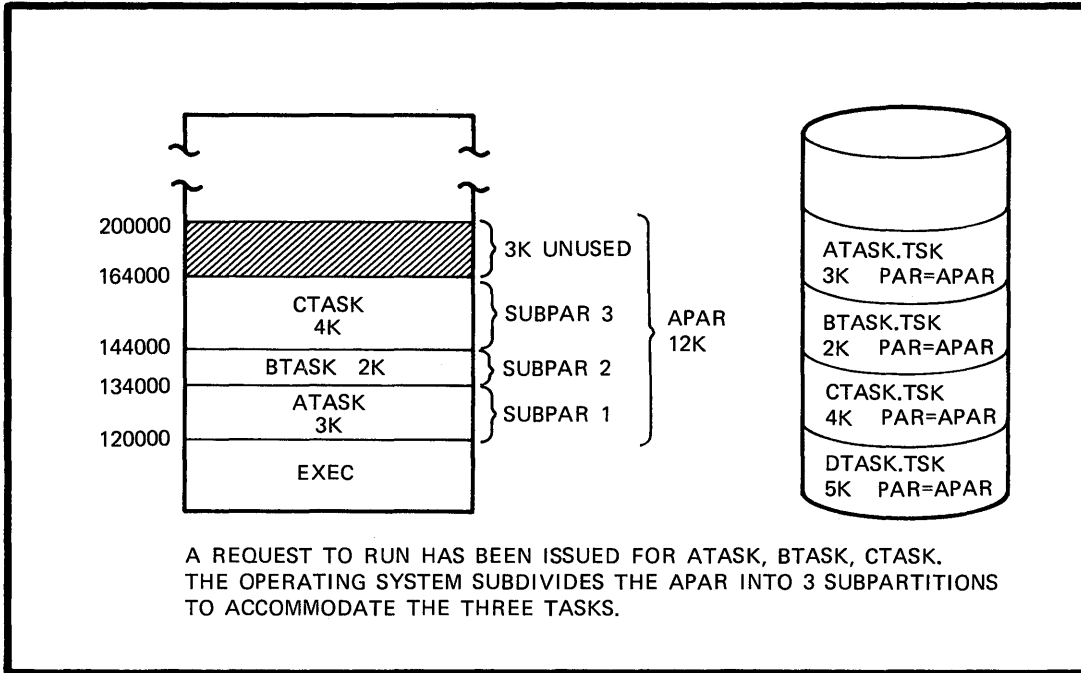 200000
3K UNUSED
164000
CTASK
4K
SUBPAR 3
APAR
12K
144000
BTASK 2K
SUBPAR 2
134000
ATASK
3K
SUBPAR 1
120000
EXEC
ATASK.TSK
3K PAR=APAR
BTASK.TSK
2K PAR=APAR
CTASK.TSK
4K PAR=APAR
DTASK.TSK
5K PAR=APAR
A REQUEST TO RUN HAS BEEN ISSUED FOR ATASK, BTASK, CTASK.
THE OPERATING SYSTEM SUBDIVIDES THE APAR INTO 3 SUBPARTITIONS
TO ACCOMMODATE THE THREE TASKS.